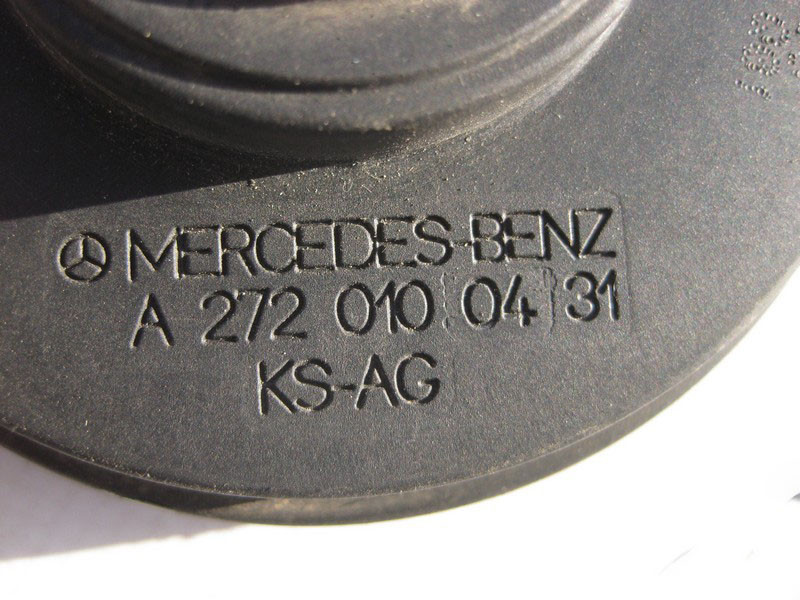 MERCEDES-BENZ
A 272 010 04 31
KS-AG